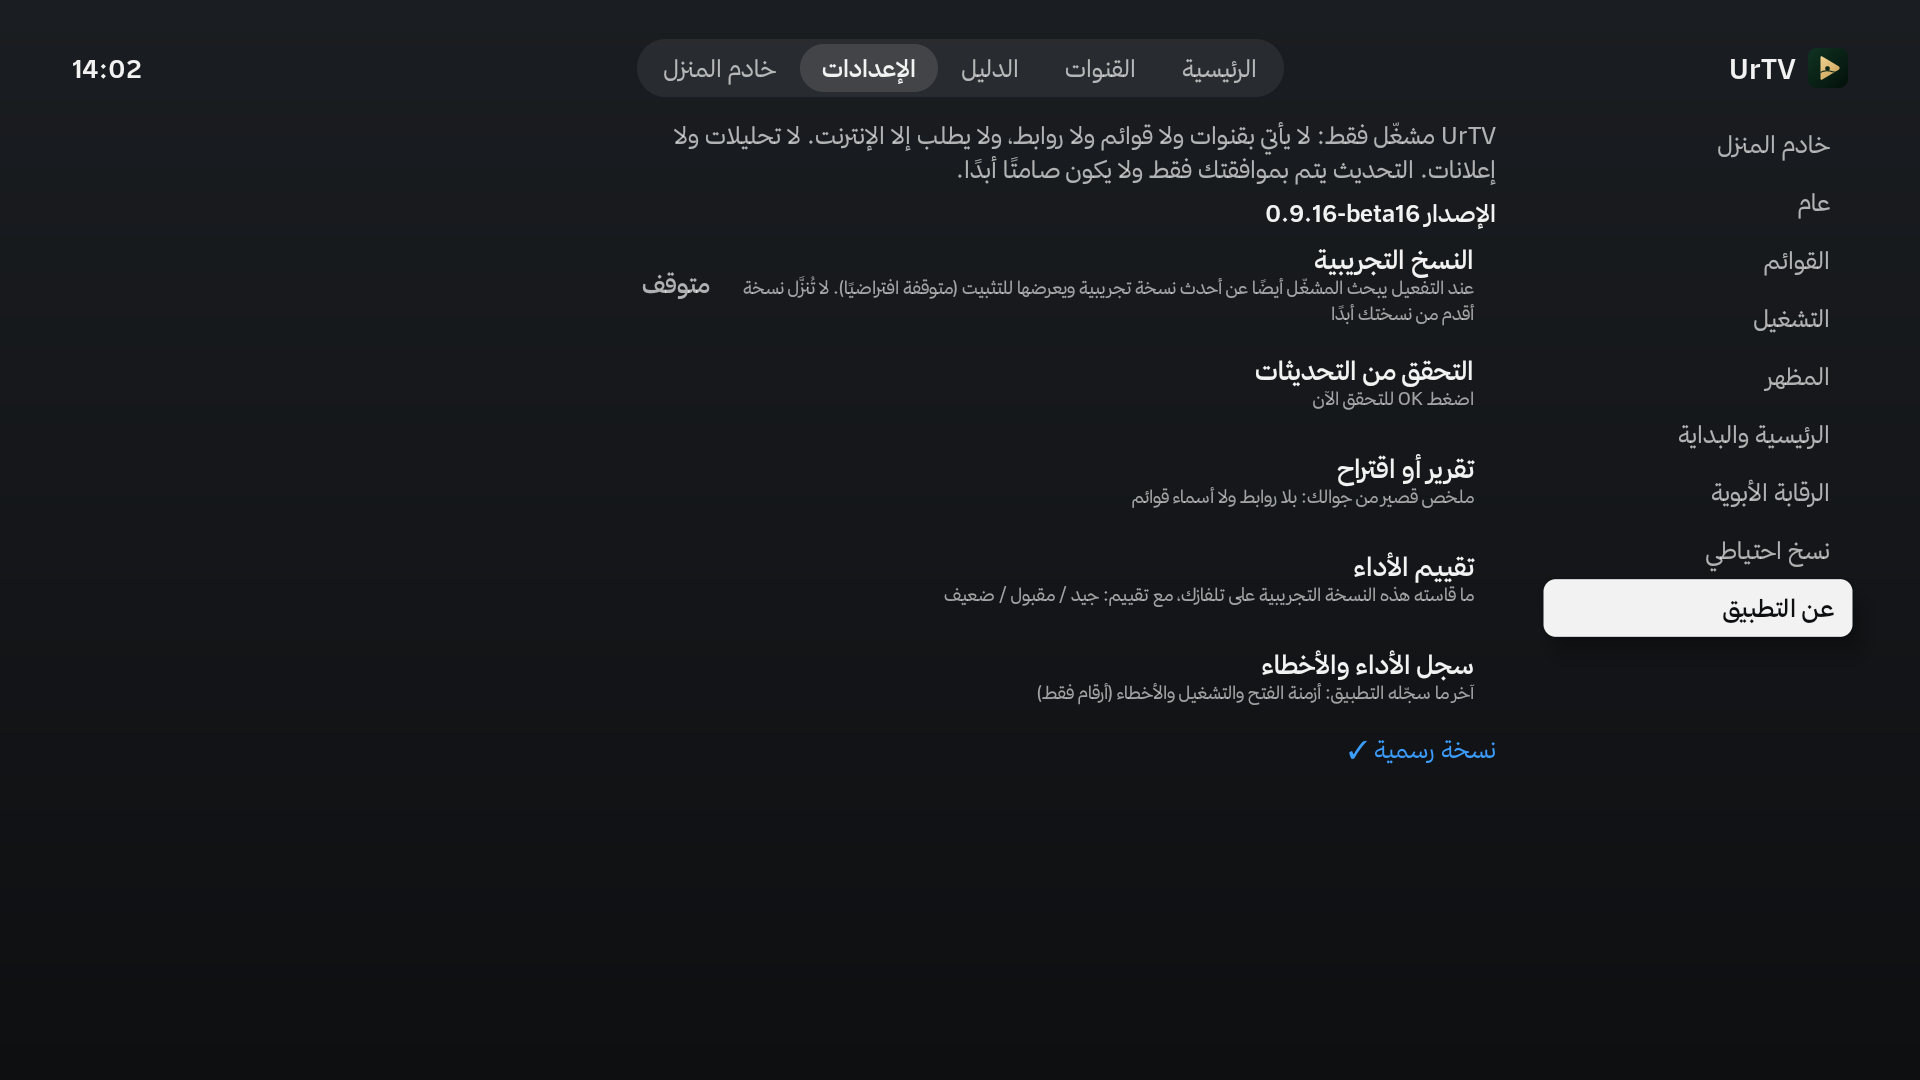 UrTV
الرئيسية
القنوات
الدليل
الإعدادات
خادم المنزل
14:02
خادم المنزل
عام
القوائم
التشغيل
المظهر
الرئيسية والبداية
الرقابة الأبوية
نسخ احتياطي
عن التطبيق
UrTV مشغّل فقط: لا يأتي بقنوات ولا قوائم ولا روابط، ولا يطلب إلا الإنترنت. لا تحليلات ولا
إعلانات. التحديث يتم بموافقتك فقط ولا يكون صامتًا أبدًا.
الإصدار 0.9.16-beta16
النسخ التجريبية
عند التفعيل يبحث المشغّل أيضًا عن أحدث نسخة تجريبية ويعرضها للتثبيت (متوقفة افتراضيًا). لا تُنزَّل نسخة
أقدم من نسختك أبدًا
متوقف
التحقق من التحديثات
اضغط OK للتحقق الآن
تقرير أو اقتراح
ملخص قصير من جوالك: بلا روابط ولا أسماء قوائم
تقييم الأداء
ما قاسته هذه النسخة التجريبية على تلفازك، مع تقييم: جيد / مقبول / ضعيف
سجل الأداء والأخطاء
آخر ما سجّله التطبيق: أزمنة الفتح والتشغيل والأخطاء (أرقام فقط)
نسخة رسمية ✓